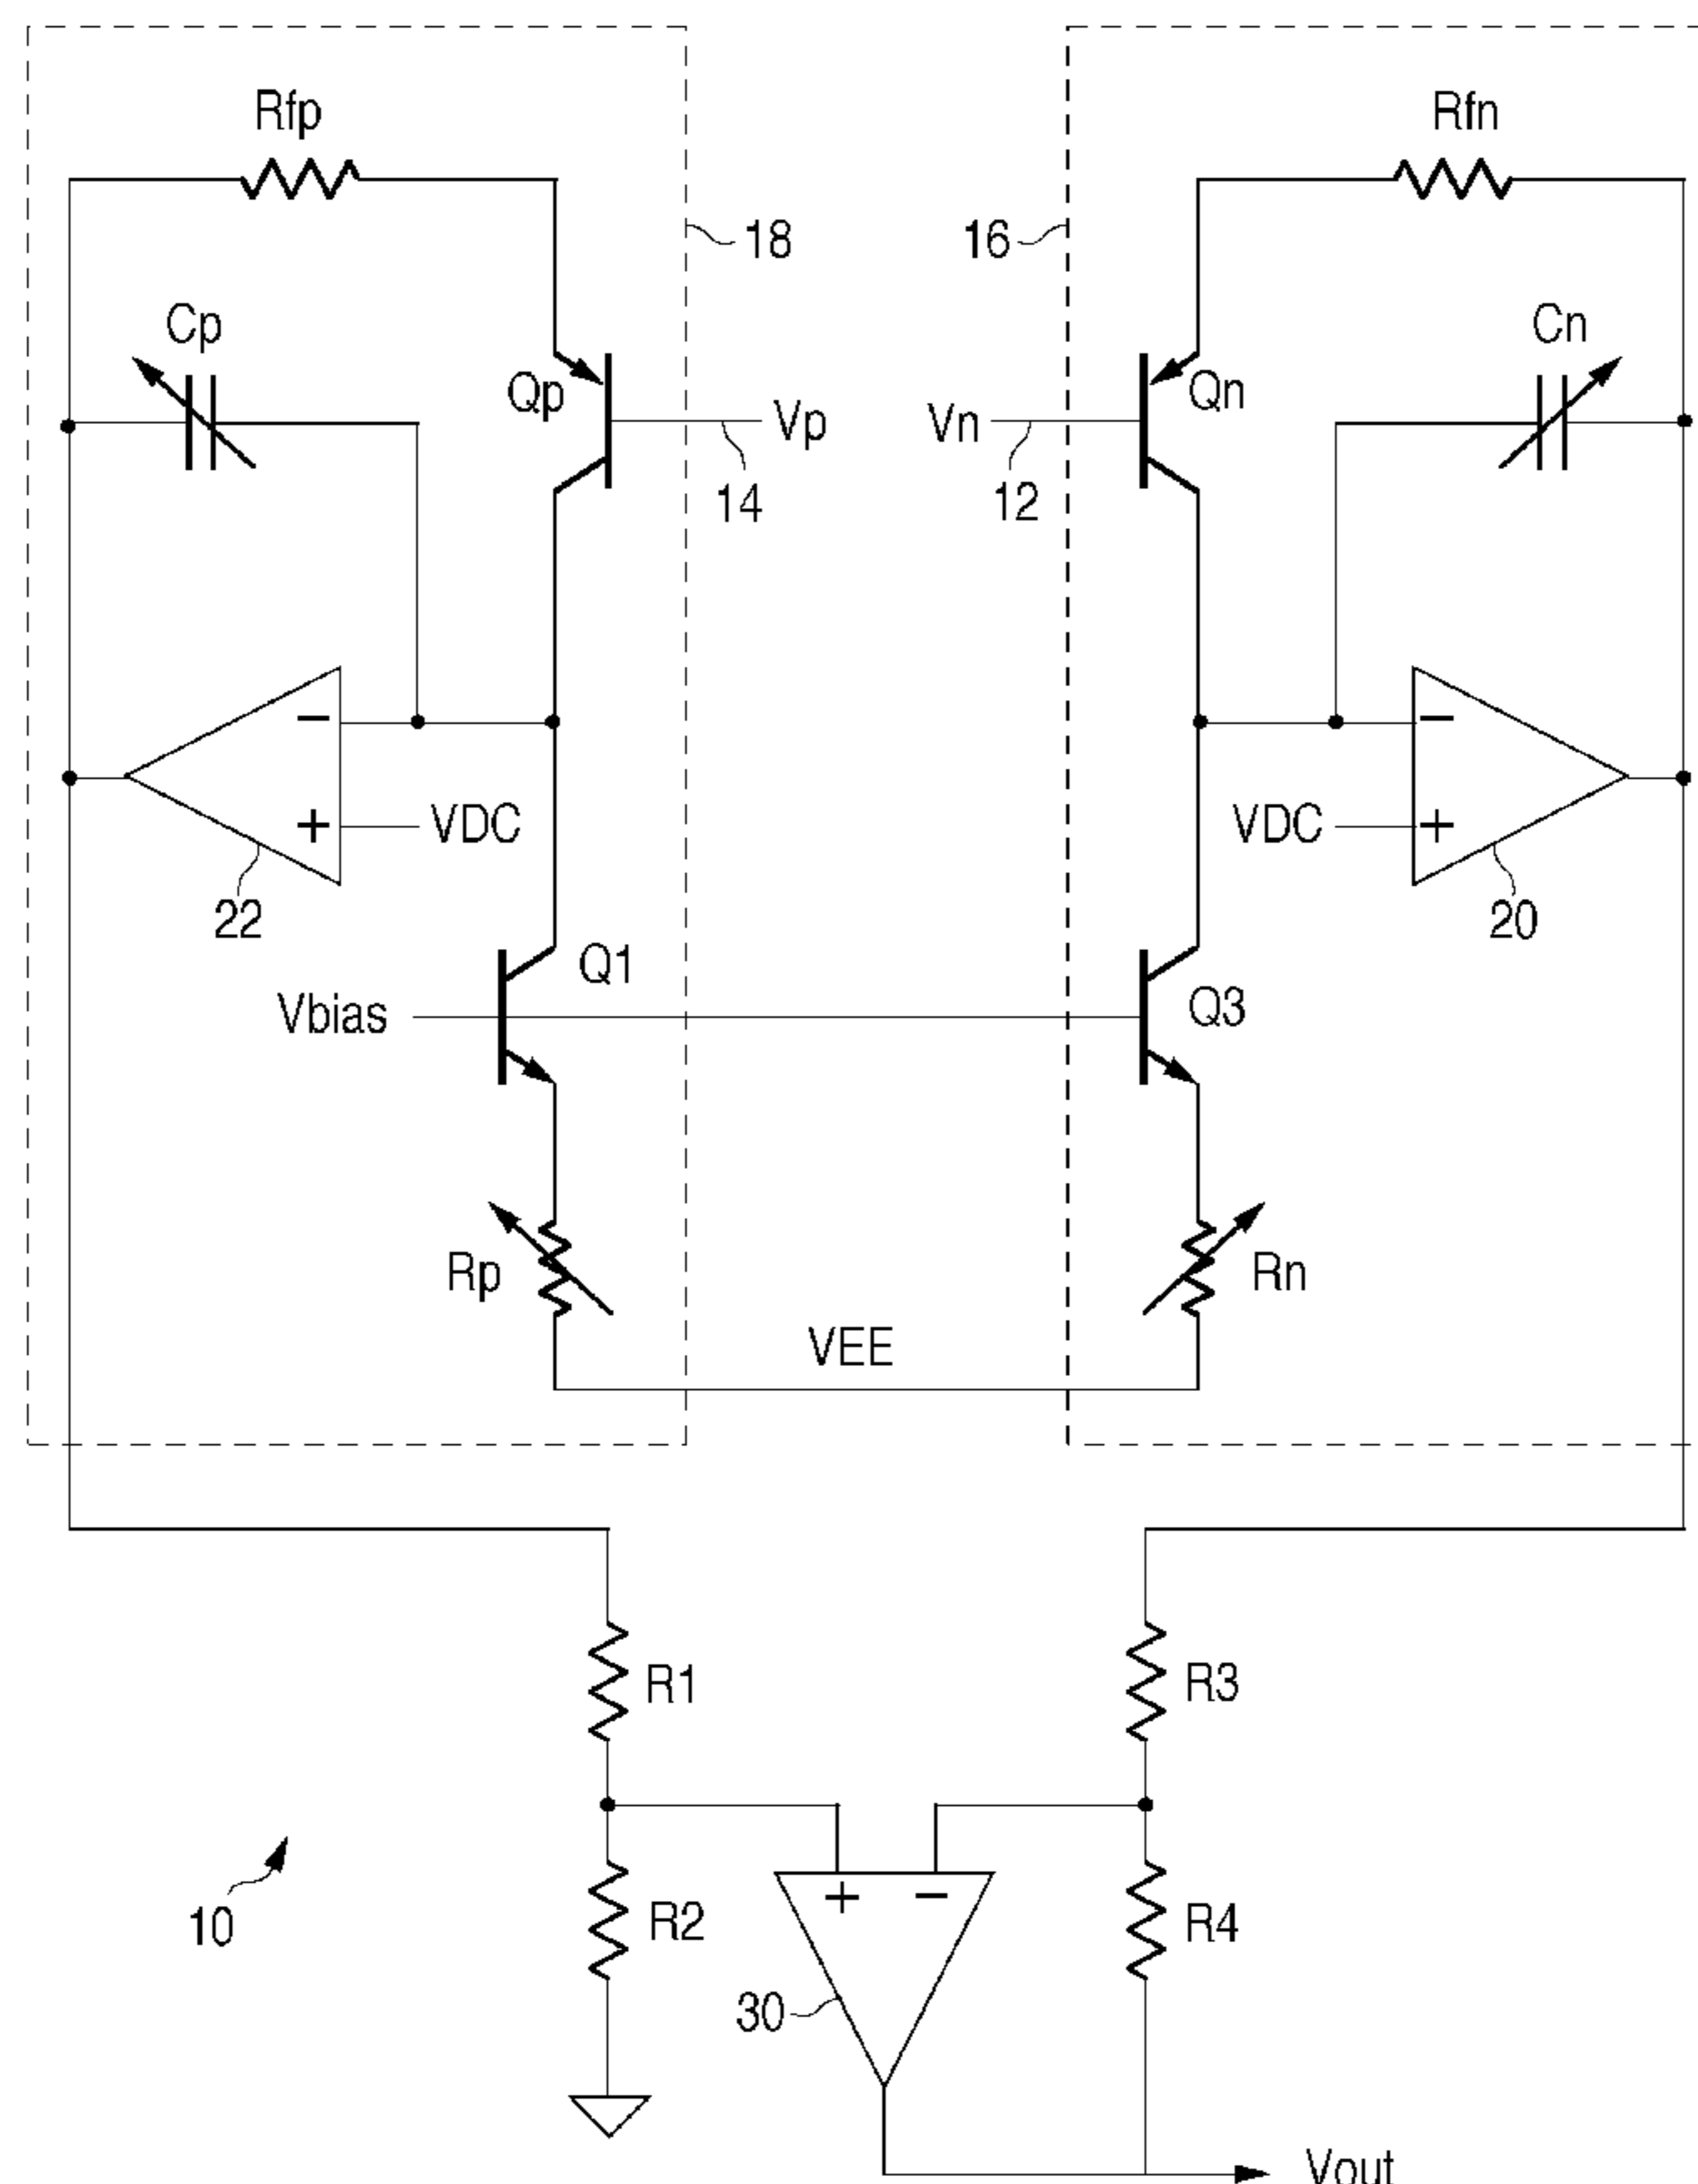 Rfp
Rfn
18
16
Cp
Cn
Qp
Qn
Vp
Vn
14
12
−
−
+
VDC
VDC
+
22
20
Q1
Q3
Vbias
Rp
Rn
VEE
R1
R3
+
−
10
R2
R4
30
Vout